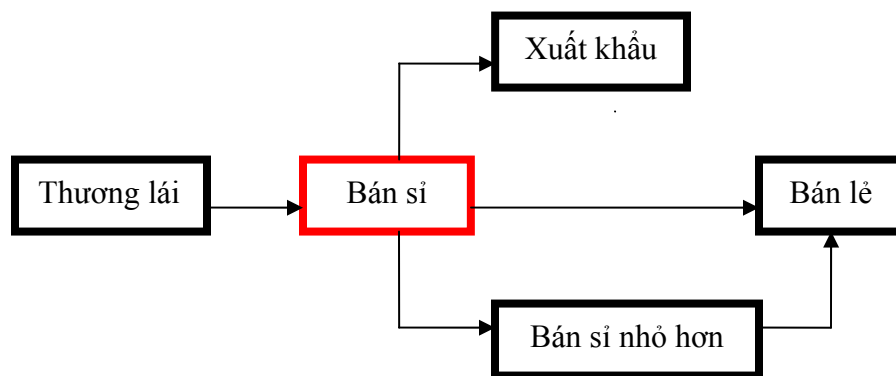 Xuất khẩu
Thương lái
Bán sỉ
Bán lẻ
Bán sỉ nhỏ hơn